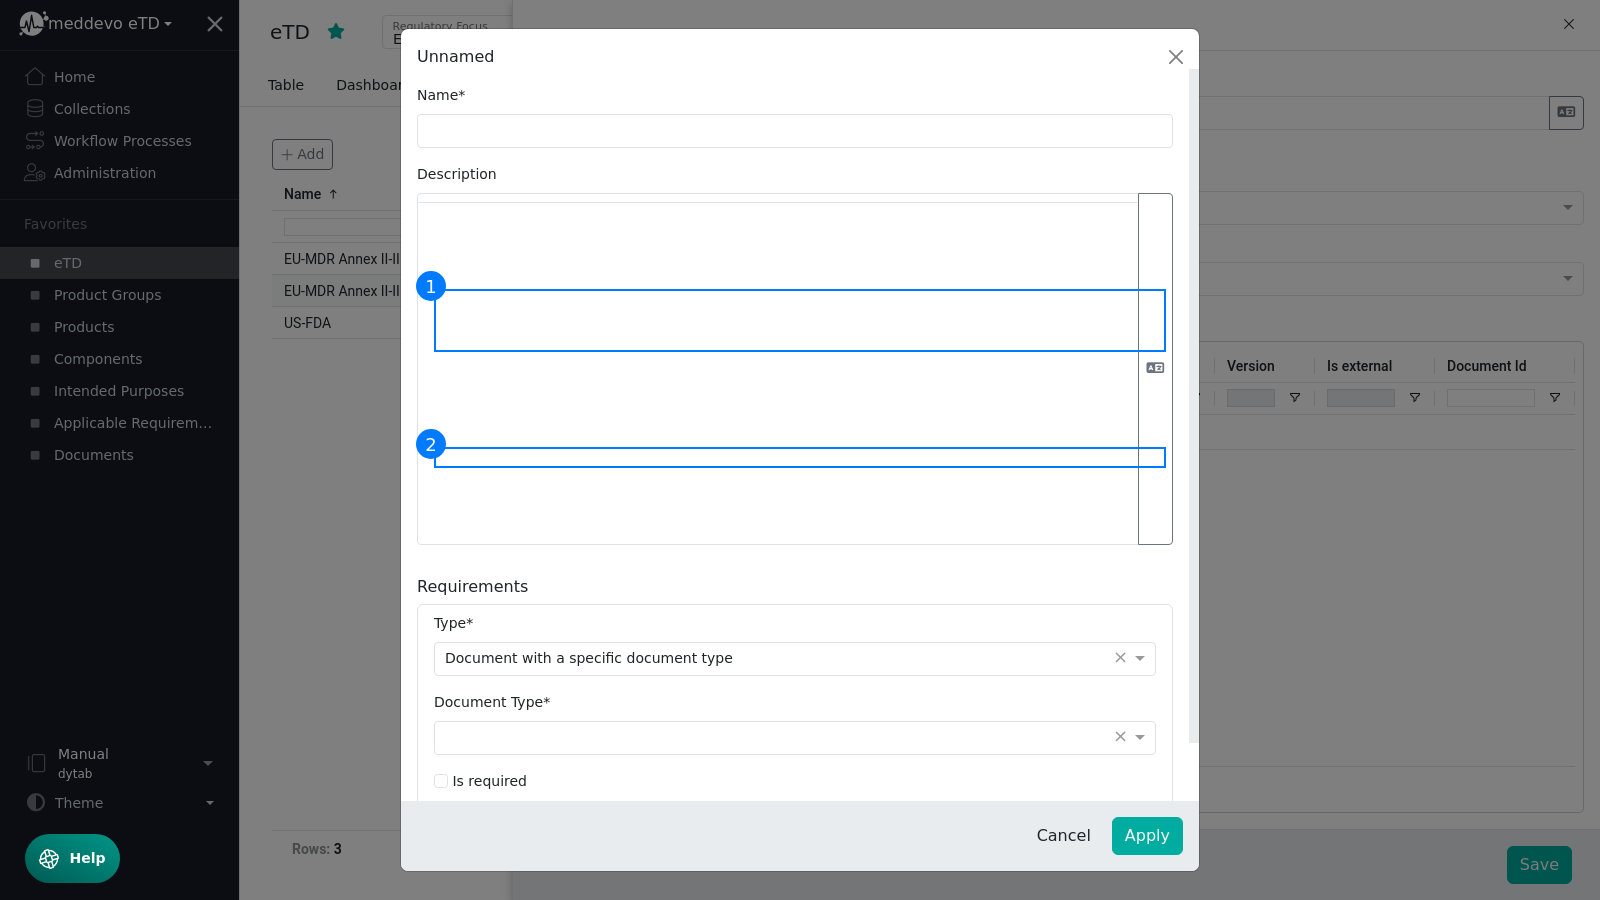 meddevo eTD
Home
Collections
Workflow Processes
Administration
Favorites
eTD
Product Groups
Products
Components
Intended Purposes
Applicable Requirem...
Documents
Manual
dytab
Theme
Help
eTD
Regulatory Focus
E
Table
Dashboar
Add
Name ↑
EU-MDR Annex II-II
EU-MDR Annex II-II
US-FDA
Rows: 3
Unnamed
Name*
Description
1
2
Requirements
Type*
Document with a specific document type
Document Type*
Is required
Cancel
Apply
Version
Is external
Document Id
Save